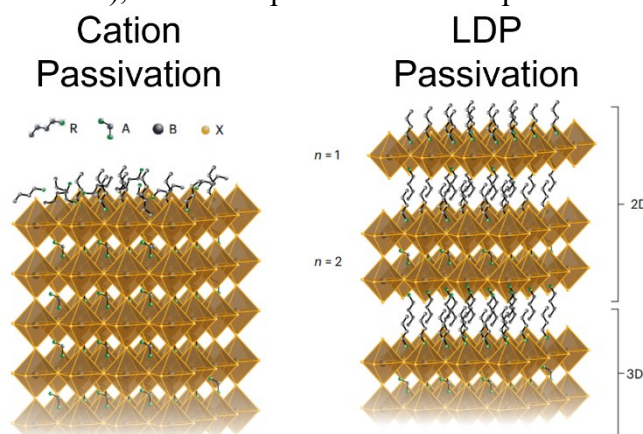 Cation
Passivation
LDP
Passivation
R A B X
n = 1
2D
n = 2
3D